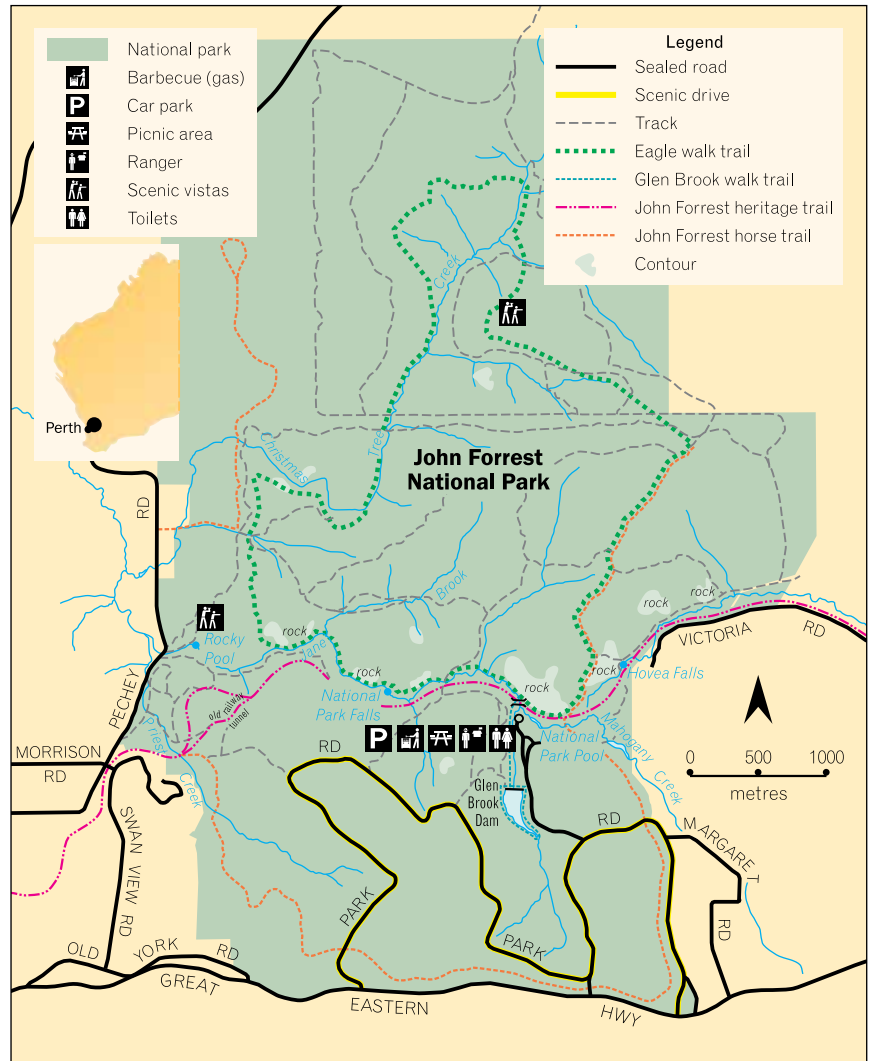 National park
Barbecue (gas)
Car park
Picnic area
Ranger
Scenic vistas
Toilets
Legend
Sealed road
Scenic drive
Track
Eagle walk trail
Glen Brook walk trail
John Forrest heritage trail
John Forrest horse trail
Contour
Perth
Creek
Tree
Christmas
John Forrest
National Park
RD
Brook
Jane
rock
rock
rock
rock
rock
rock
Rocky
Pool
VICTORIA RD
Hovea Falls
PECHEY
old railway
tunnel
National
Park Falls
P
National
Park Pool
Mahogany Creek
0 500 1000
metres
MORRISON
RD
Priest
Creek
RD
Glen
Brook
Dam
RD
MARGARET
RD
SWAN VIEW RD
PARK
PARK
OLD YORK RD
GREAT
EASTERN
HWY